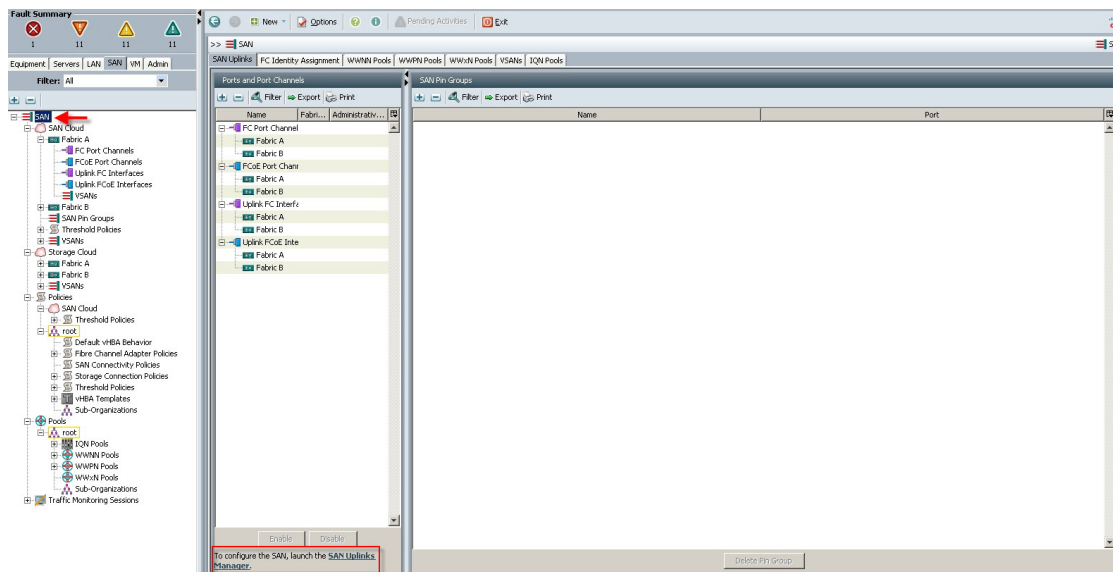 Fault Summary
1 11 11 11
Equipment Servers LAN SAN VM Admin
Filter: All
SAN
SAN Cloud
Fabric A
FC Port Channels
FCoE Port Channels
Uplink FC Interfaces
Uplink FCoE Interfaces
VSANs
Fabric B
SAN Pin Groups
Threshold Policies
VSANs
Storage Cloud
Fabric A
Fabric B
VSANs
Policies
SAN Cloud
Threshold Policies
root
Default vHBA Behavior
Fibre Channel Adapter Policies
SAN Connectivity Policies
Storage Connection Policies
Threshold Policies
vHBA Templates
Sub-Organizations
Pools
root
IQN Pools
WWNN Pools
WWPN Pools
WWxN Pools
Sub-Organizations
Traffic Monitoring Sessions
New Options Pending Activities Exit
>> SAN
SAN Uplinks FC Identity Assignment WWNN Pools WWPN Pools WWxN Pools VSANs IQN Pools
Ports and Port Channels
Filter Export Print
Name Fabri... Administrativ...
FC Port Channel
Fabric A
Fabric B
FCoE Port Chanr
Fabric A
Fabric B
Uplink FC Interfa
Fabric A
Fabric B
Uplink FCoE Inte
Fabric A
Fabric B
Enable Disable
To configure the SAN, launch the SAN Uplinks
Manager.
SAN Pin Groups
Filter Export Print
Name Port
Delete Pin Group